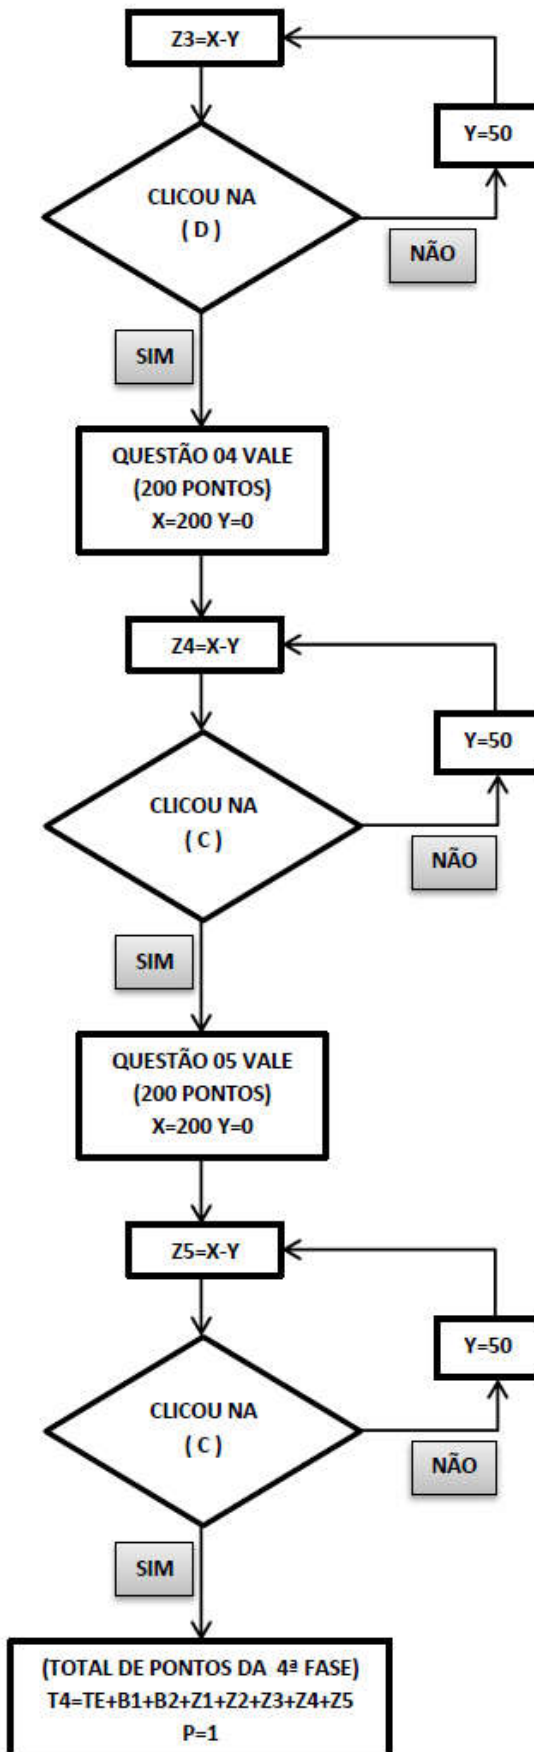 Z3=X-Y
Y=50
CLICOU NA
( D )
NÃO
SIM
QUESTÃO 04 VALE
(200 PONTOS)
X=200 Y=0
Z4=X-Y
Y=50
CLICOU NA
( C )
NÃO
SIM
QUESTÃO 05 VALE
(200 PONTOS)
X=200 Y=0
Z5=X-Y
Y=50
CLICOU NA
( C )
NÃO
SIM
(TOTAL DE PONTOS DA 4ª FASE)
T4=TE+B1+B2+Z1+Z2+Z3+Z4+Z5
P=1